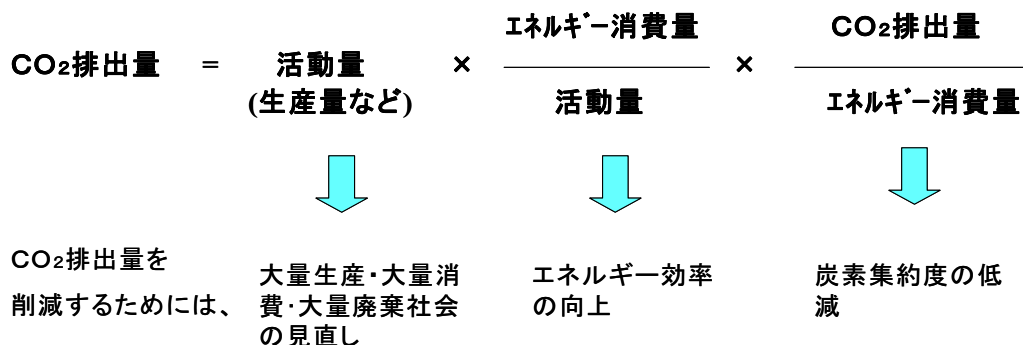 エネルギー消費量 CO₂排出量
CO₂排出量 = 活動量 × ×
(生産量など) 活動量 エネルギー消費量
CO₂排出量を
削減するためには、
大量生産・大量消
費・大量廃棄社会
の見直し
エネルギー効率
の向上
炭素集約度の低
減